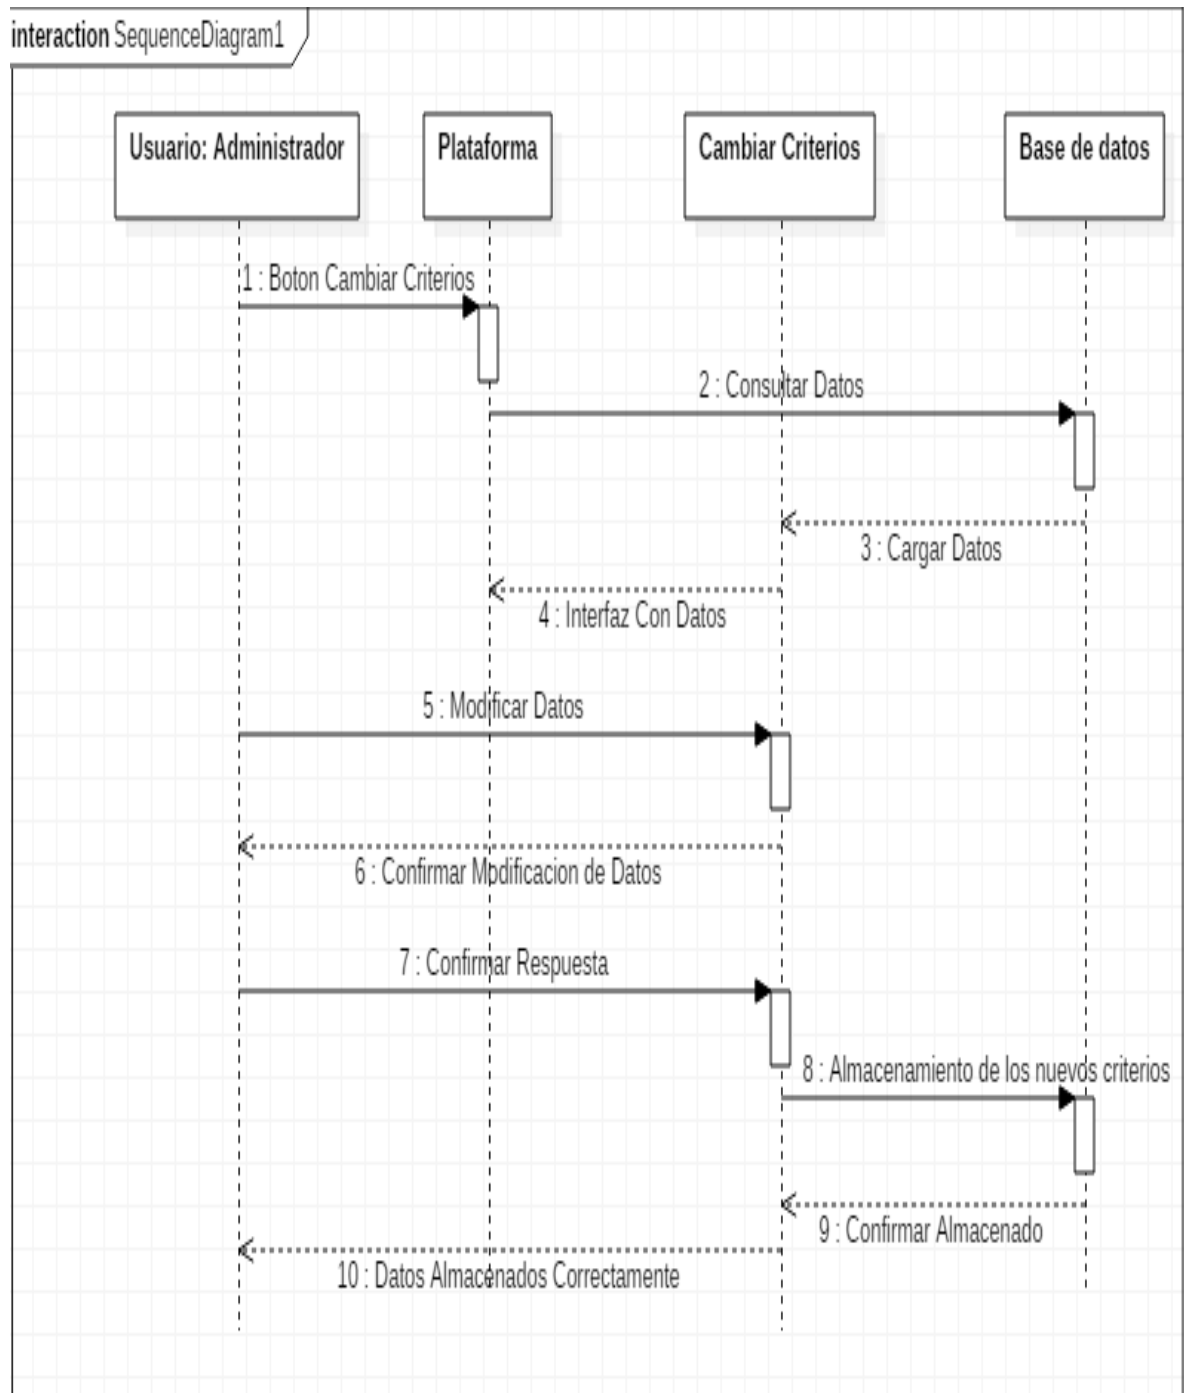 interaction SequenceDiagram1
Usuario: Administrador
Plataforma
Cambiar Criterios
Base de datos
1 : Boton Cambiar Criterios
2 : Consultar Datos
3 : Cargar Datos
4 : Interfaz Con Datos
5 : Modificar Datos
6 : Confirmar Modificacion de Datos
7 : Confirmar Respuesta
8 : Almacenamiento de los nuevos criterios
9 : Confirmar Almacenado
10 : Datos Almacenados Correctamente